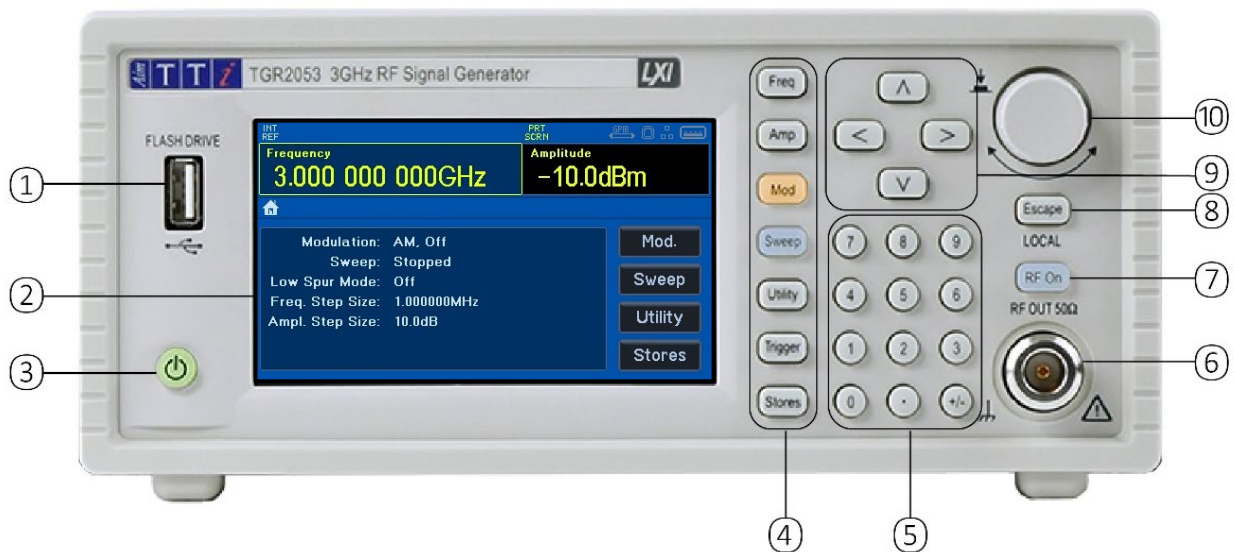 Aim TTi TGR2053 3GHz RF Signal Generator LXI
FLASH DRIVE
INT
REF
PRT
SCRN
GPIB
Frequency
3.000 000 000GHz
Amplitude
-10.0dBm
Modulation: AM, Off
Sweep: Stopped
Low Spur Mode: Off
Freq. Step Size: 1.000000MHz
Ampl. Step Size: 10.0dB
Mod.
Sweep
Utility
Stores
Freq
Amp
Mod
Sweep
Utility
Trigger
Stores
< >
7 8 9
4 5 6
1 2 3
0 . +/-
Escape
LOCAL
RF On
RF OUT 50Ω
1
2
3
4
5
6
7
8
9
10